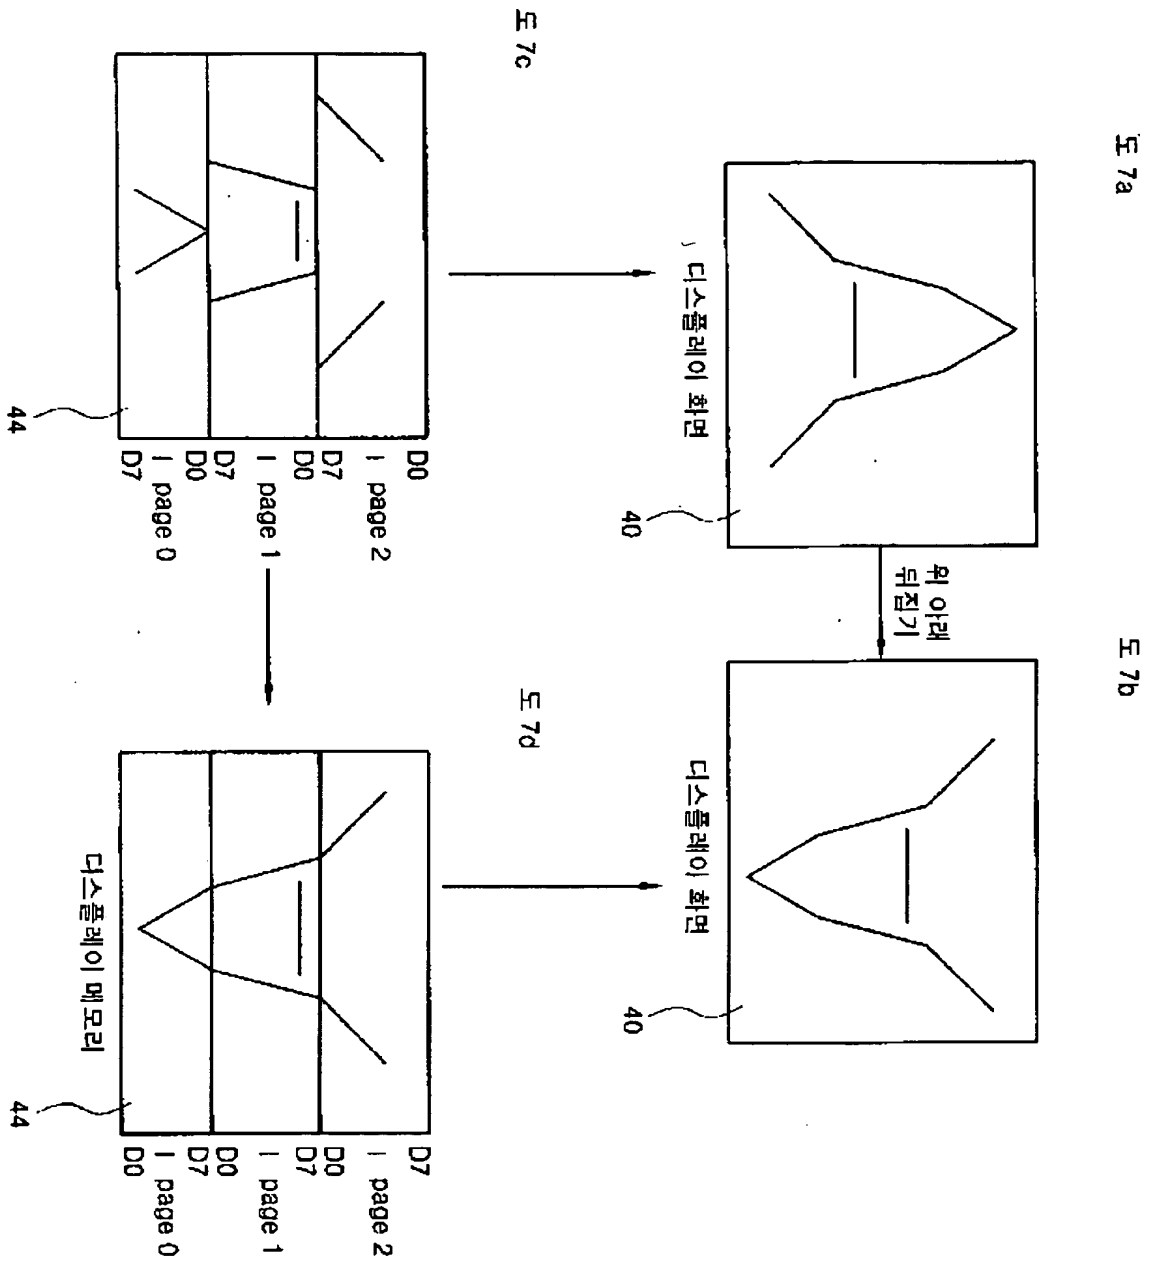 도 7a
도 7b
위 아래
뒤집기
디스플레이 화면
40
디스플레이 화면
40
도 7c
D0
| page 2
D7
D0
| page 1
D7
D0
| page 0
D7
44
도 7d
D7
| page 2
D0
D7
| page 1
D0
D7
| page 0
D0
디스플레이 메모리
44